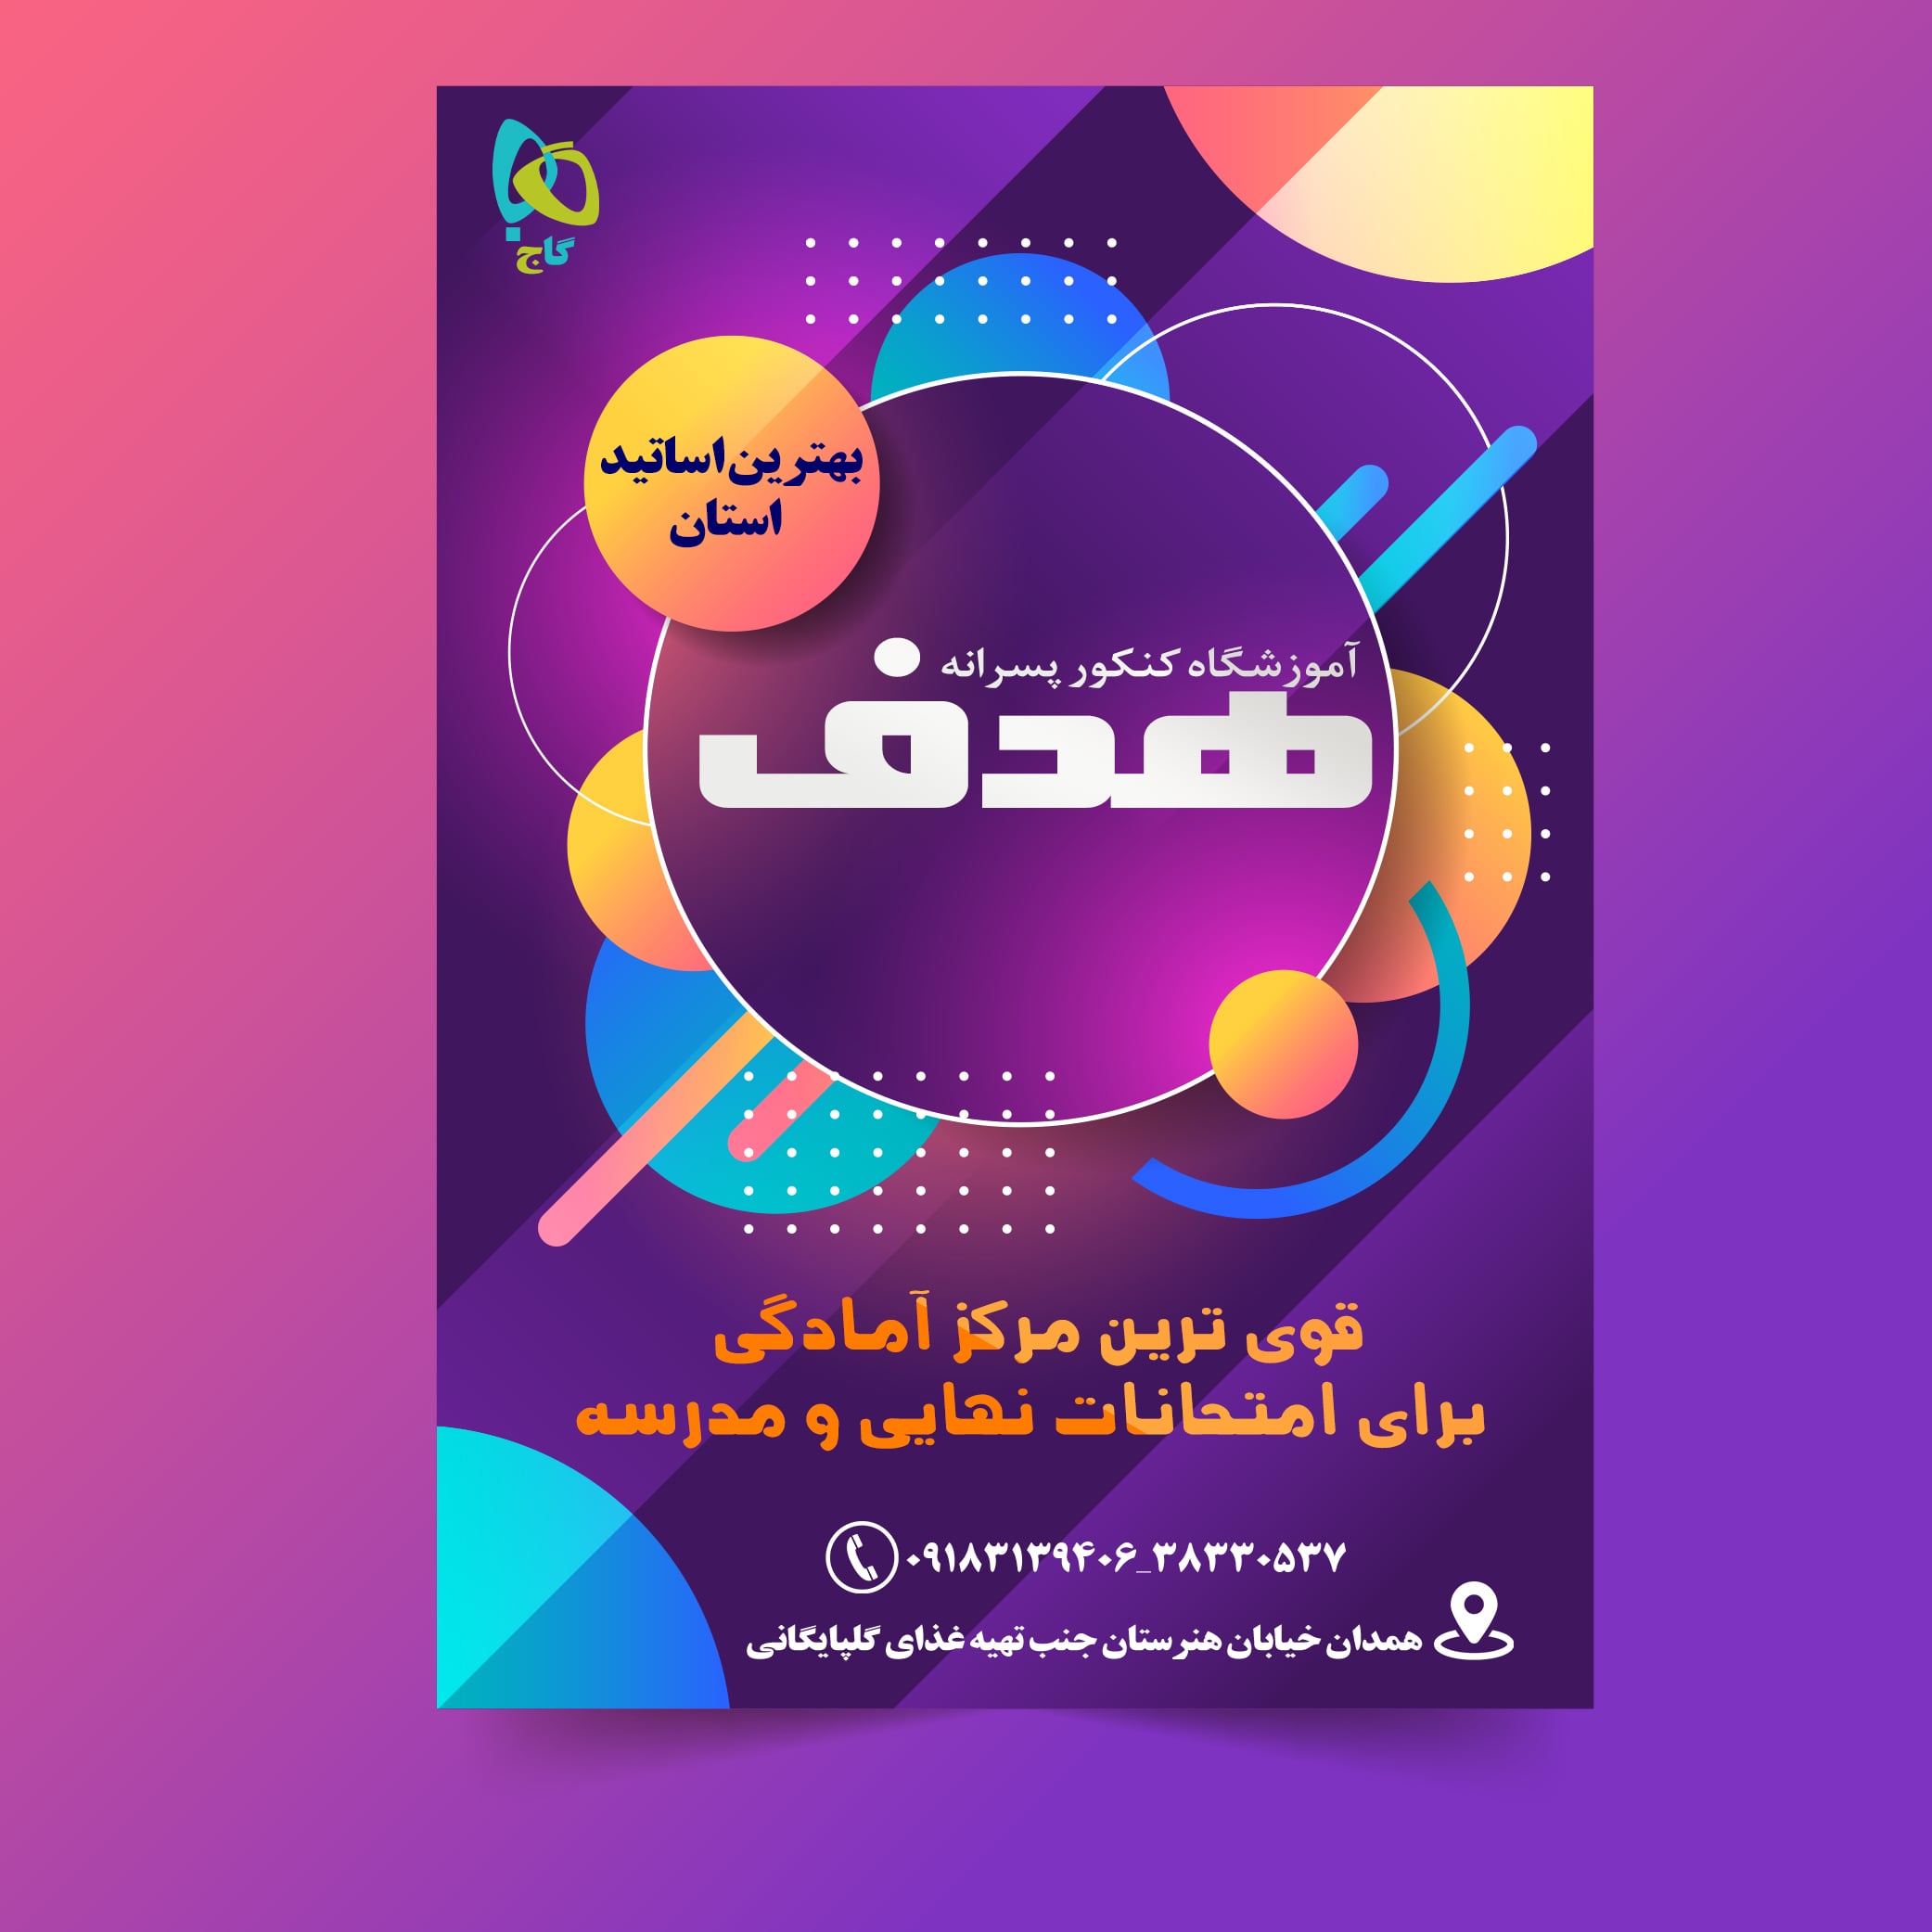 گاج
بهترین اساتید
استان
آموزشگاه کنکور پسرانه
هدف
قوی ترین مرکز آمادگی
برای امتحانات نهایی و مدرسه
۰۹۱۸۳۱۳۹۴۰۶_۳۸۳۳۰۵۳۷
همدان خیابان هنرستان جنب تهیه غذای گلپایگانی